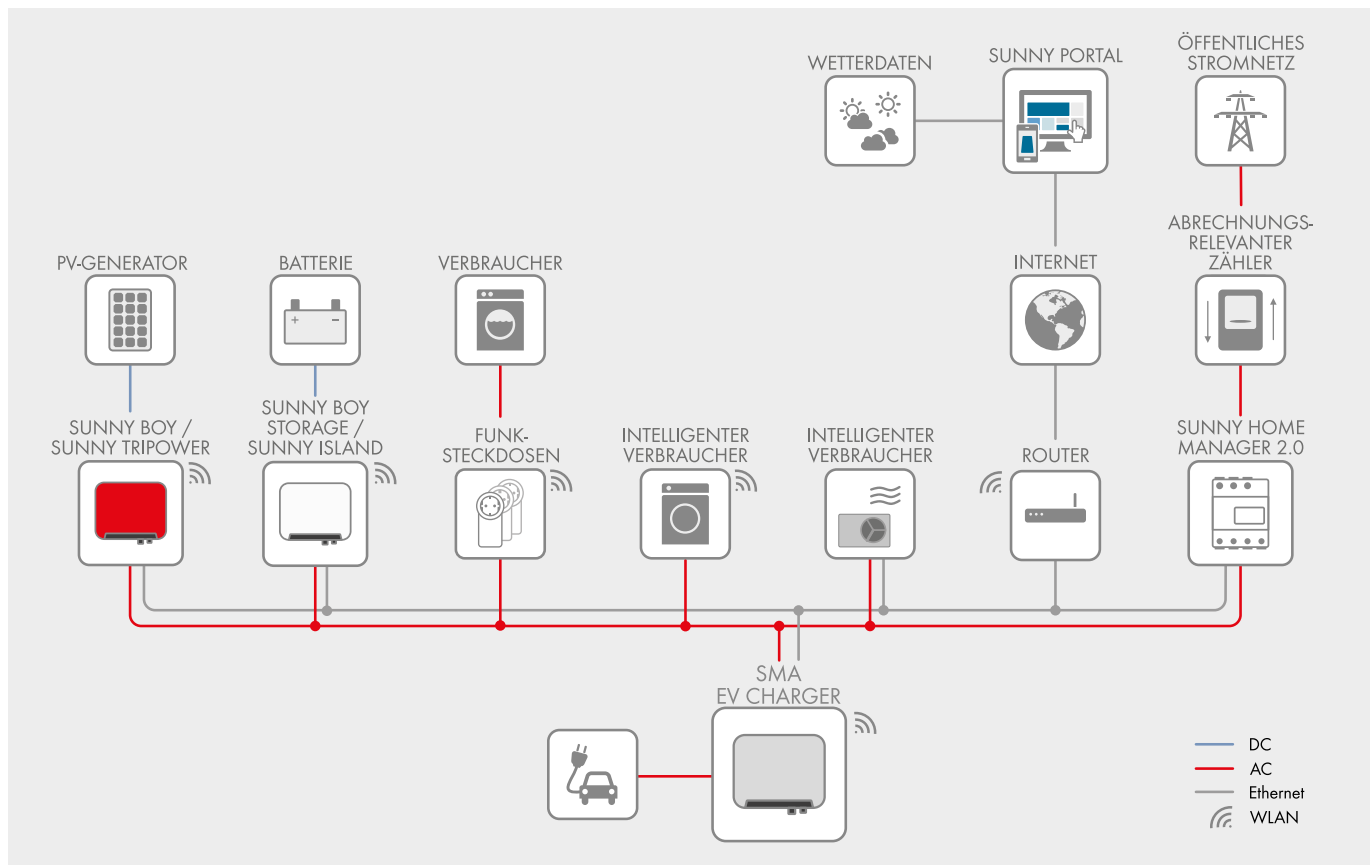 WETTERDATEN
SUNNY PORTAL
ÖFFENTLICHES
STROMNETZ
PV-GENERATOR
BATTERIE
VERBRAUCHER
INTERNET
ABRECHNUNGS-
RELEVANTER
ZÄHLER
+ −
SUNNY BOY /
SUNNY TRIPOWER
SUNNY BOY
STORAGE /
SUNNY ISLAND
FUNK-
STECKDOSEN
INTELLIGENTER
VERBRAUCHER
INTELLIGENTER
VERBRAUCHER
ROUTER
SUNNY HOME
MANAGER 2.0
SMA
EV CHARGER
DC
AC
Ethernet
WLAN